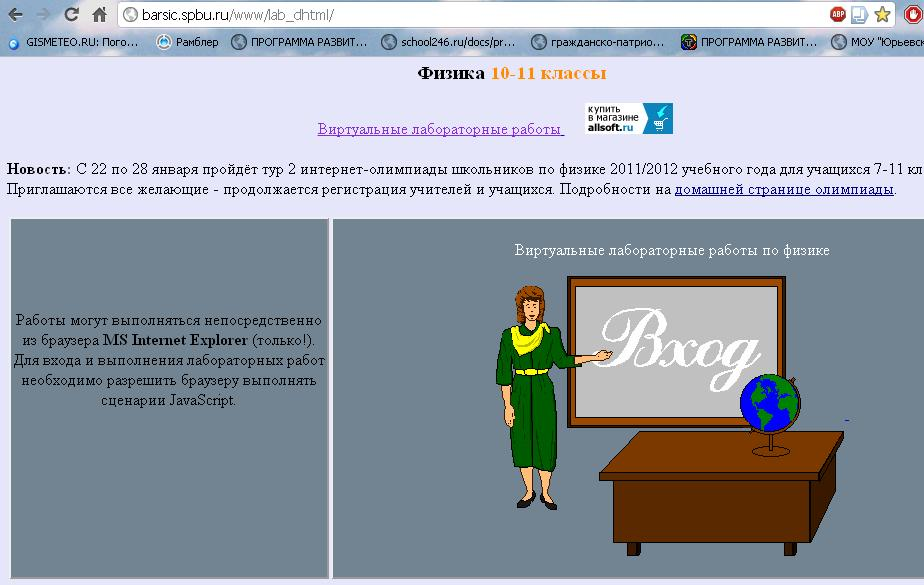 barsic.spbu.ru/www/lab_dhtml/
ABP
GISMETEO.RU: Пого... Рамблер ПРОГРАММА РАЗВИТ... school246.ru/docs/pr... гражданско-патрио... ПРОГРАММА РАЗВИТ... МОУ "Юрьевск
Физика 10-11 классы
купить
в магазине
allsoft.ru
Виртуальные лабораторные работы
Новость: С 22 по 28 января пройдёт тур 2 интернет-олимпиады школьников по физике 2011/2012 учебного года для учащихся 7-11 кл
Приглашаются все желающие - продолжается регистрация учителей и учащихся. Подробности на домашней странице олимпиады.
Работы могут выполняться непосредственно
из браузера MS Internet Explorer (только!).
Для входа и выполнения лабораторных работ
необходимо разрешить браузеру выполнять
сценарии JavaScript.
Виртуальные лабораторные работы по физике
Вход